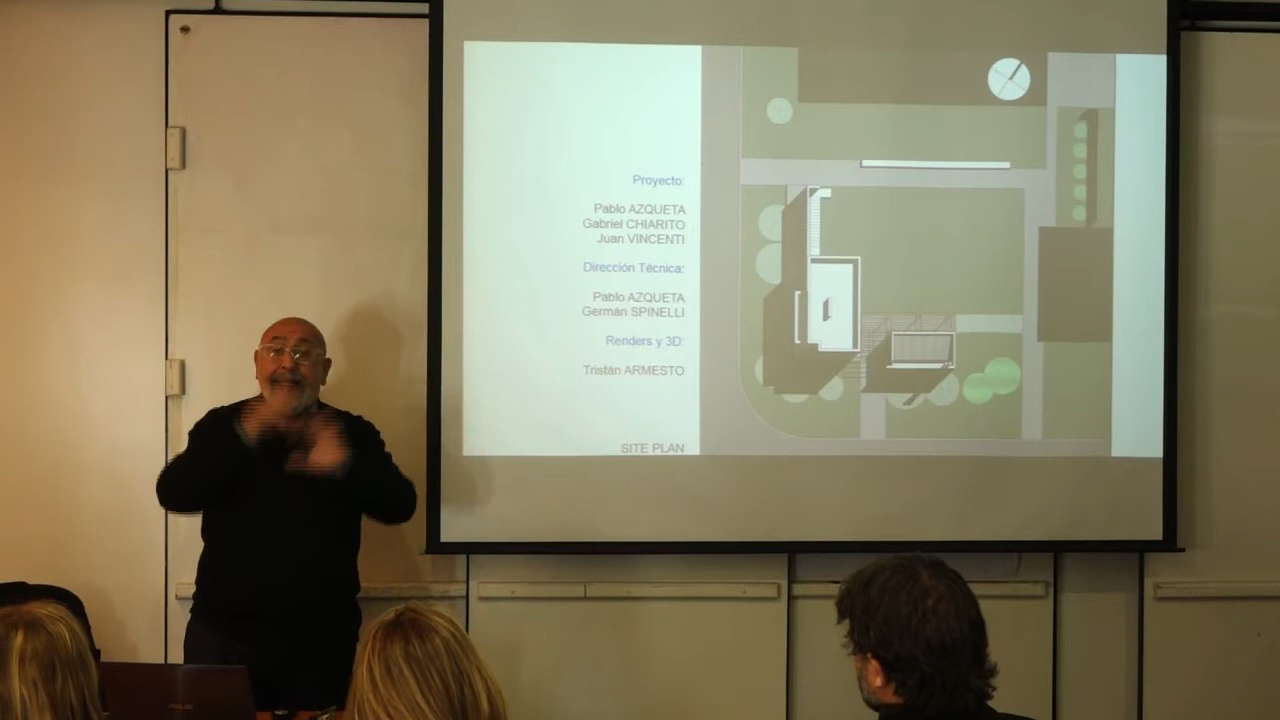 Proyecto:
Pablo AZQUETA
Gabriel CHIARITO
Juan VINCENTI
Dirección Técnica:
Pablo AZQUETA
Germán SPINELLI
Renders y 3D:
Tristán ARMESTO
SITE PLAN
ASUS